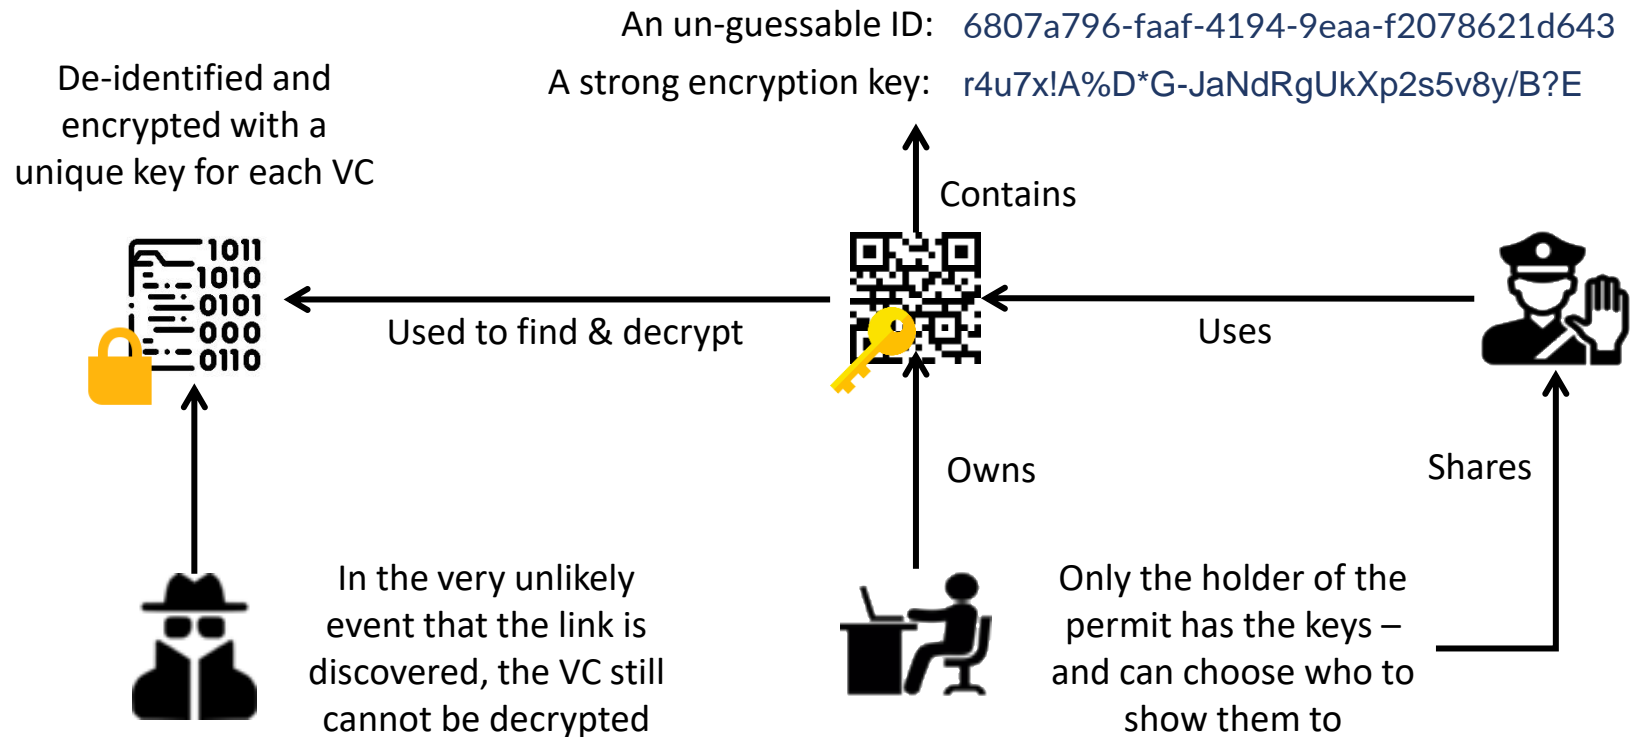 An un-guessable ID: 6807a796-faaf-4194-9eaa-f2078621d643
A strong encryption key: r4u7x!A%D*G-JaNdRgUkXp2s5v8y/B?E
De-identified and
encrypted with a
unique key for each VC
Contains
1011
1010
0101
000
0110
Used to find & decrypt
Uses
Owns
Shares
In the very unlikely
event that the link is
discovered, the VC still
cannot be decrypted
Only the holder of the
permit has the keys –
and can choose who to
show them to